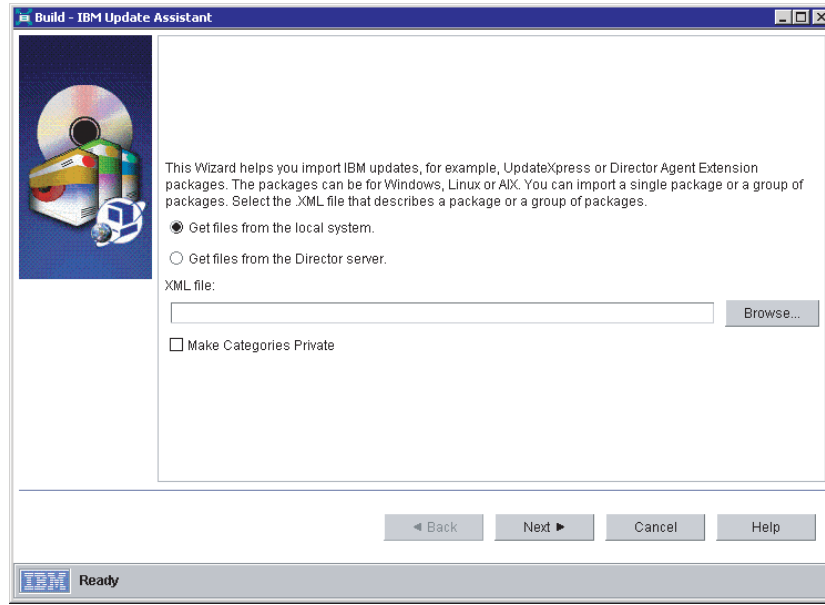 Build - IBM Update Assistant
This Wizard helps you import IBM updates, for example, UpdateXpress or Director Agent Extension
packages. The packages can be for Windows, Linux or AIX. You can import a single package or a group of
packages. Select the .XML file that describes a package or a group of packages.
Get files from the local system.
Get files from the Director server.
XML file:
Browse...
Make Categories Private
Back
Next
Cancel
Help
IBM
Ready